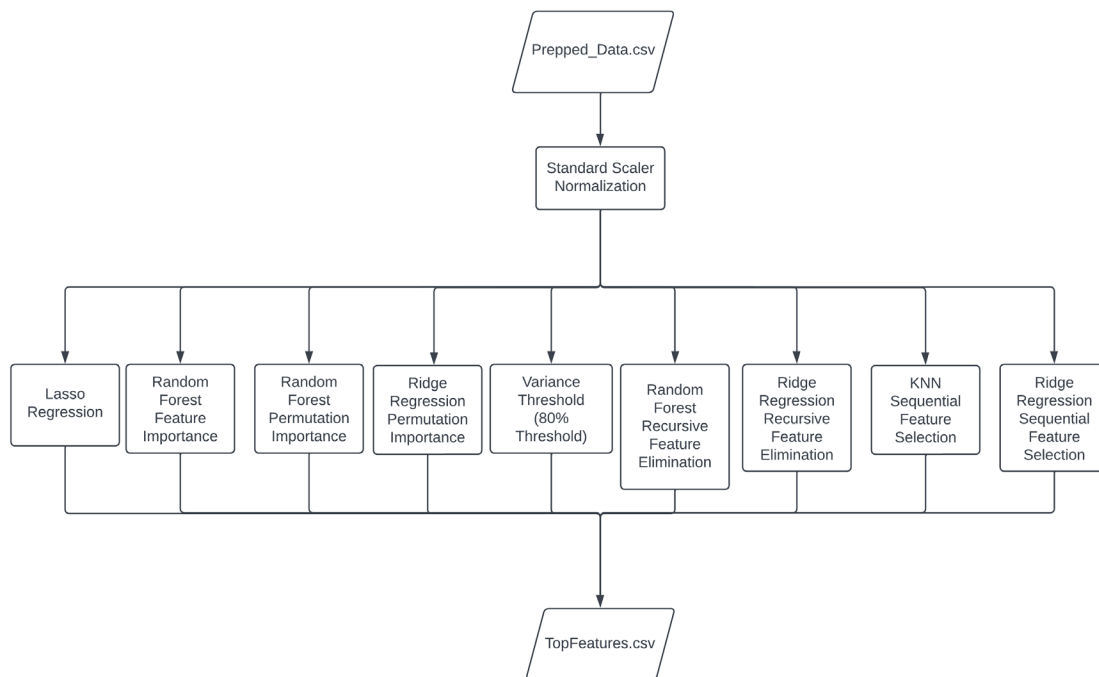 Prepped_Data.csv
Standard Scaler
Normalization
Lasso
Regression
Random
Forest
Feature
Importance
Random
Forest
Permutation
Importance
Ridge
Regression
Permutation
Importance
Variance
Threshold
(80%
Threshold)
Random
Forest
Recursive
Feature
Elimination
Ridge
Regression
Recursive
Feature
Elimination
KNN
Sequential
Feature
Selection
Ridge
Regression
Sequential
Feature
Selection
TopFeatures.csv